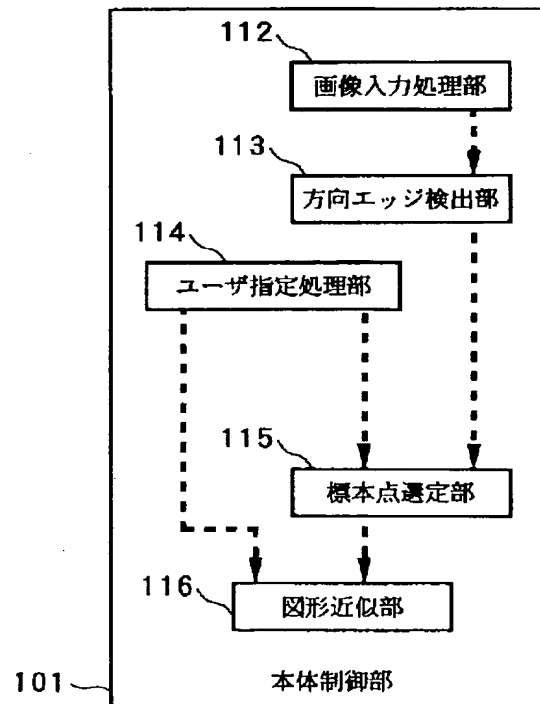 112
画像入力処理部
113
方向エッジ検出部
114
ユーザ指定処理部
115
標本点選定部
116
図形近似部
101
本体制御部